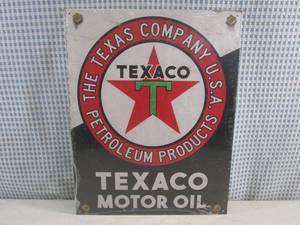 THE TEXAS COMPANY U.S.A.
TEXACO
T
PETROLEUM PRODUCTS
TEXACO
MOTOR OIL